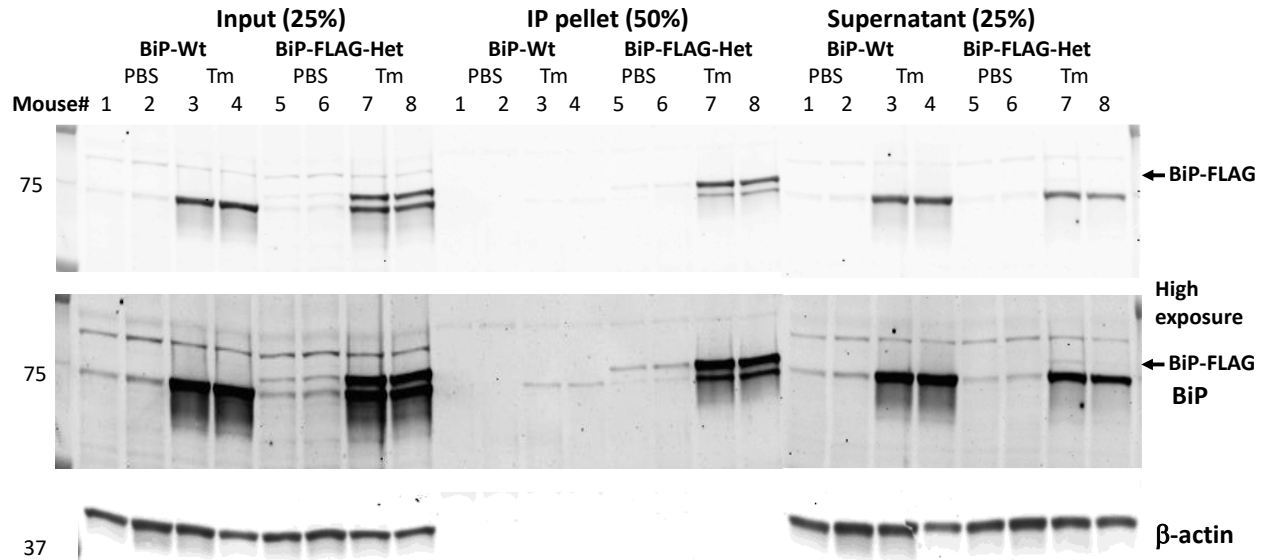 Input (25%) IP pellet (50%) Supernatant (25%)
BiP-Wt BiP-FLAG-Het BiP-Wt BiP-FLAG-Het BiP-Wt BiP-FLAG-Het
PBS Tm PBS Tm PBS Tm PBS Tm PBS Tm PBS Tm
Mouse# 1 2 3 4 5 6 7 8 1 2 3 4 5 6 7 8 1 2 3 4 5 6 7 8
75
BiP-FLAG
High
exposure
75
BiP-FLAG
BiP
37
β-actin